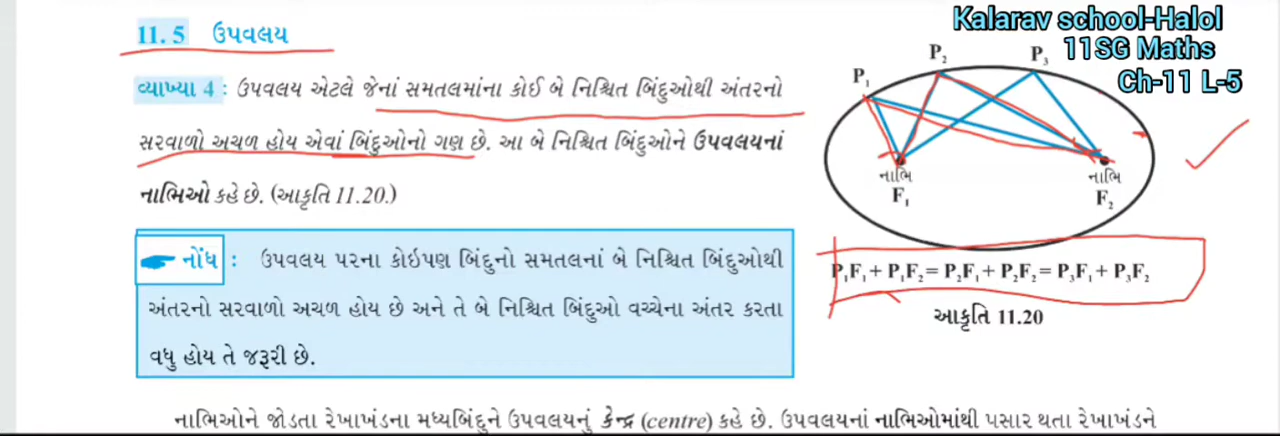 Kalarav school-Halol
11SG Maths
Ch-11 L-5
11.5 ઉપવલય
વ્યાખ્યા 4 : ઉપવલય એટલે જેનાં સમતલમાંના કોઈ બે નિશ્ચિત બિંદુઓથી અંતરનો
સરવાળો અચળ હોય એવાં બિંદુઓનો ગણ છે. આ બે નિશ્ચિત બિંદુઓને ઉપવલયનાં
નાભિઓ કહે છે. (આકૃતિ 11.20.)
નોંધ : ઉપવલય પરના કોઇપણ બિંદુનો સમતલનાં બે નિશ્ચિત બિંદુઓથી
અંતરનો સરવાળો અચળ હોય છે અને તે બે નિશ્ચિત બિંદુઓ વચ્ચેના અંતર કરતા
વધુ હોય તે જરૂરી છે.
P₁
P₂
P₃
નાભિ
F₁
નાભિ
F₂
P₁F₁ + P₁F₂ = P₂F₁ + P₂F₂ = P₃F₁ + P₃F₂
આકૃતિ 11.20
નાભિઓને જોડતા રેખાખંડના મધ્યબિંદુને ઉપવલયનું કેન્દ્ર (centre) કહે છે. ઉપવલયનાં નાભિઓમાંથી પસાર થતા રેખાખંડને